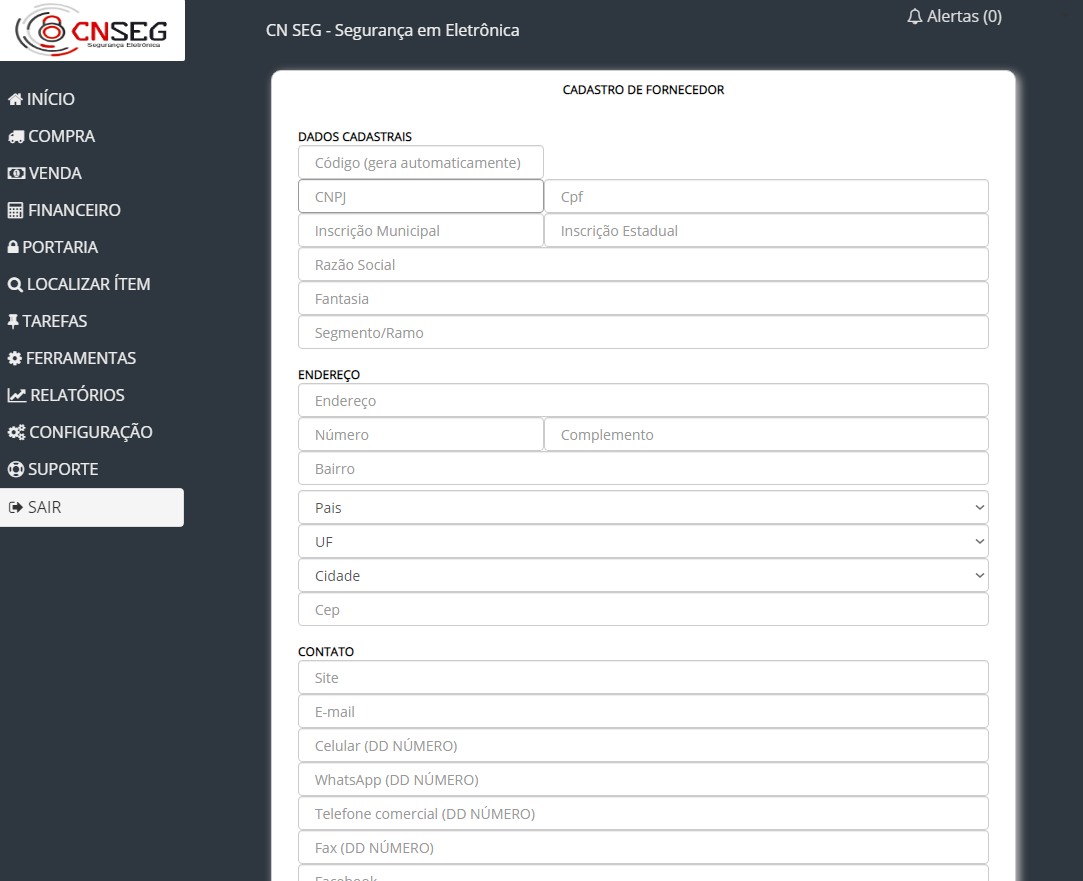 CNSEG
Segurança Eletrônica
CN SEG - Segurança em Eletrônica
Alertas (0)
INÍCIO
COMPRA
VENDA
FINANCEIRO
PORTARIA
LOCALIZAR ÍTEM
TAREFAS
FERRAMENTAS
RELATÓRIOS
CONFIGURAÇÃO
SUPORTE
SAIR
CADASTRO DE FORNECEDOR
DADOS CADASTRAIS
Código (gera automaticamente)
CNPJ Cpf
Inscrição Municipal Inscrição Estadual
Razão Social
Fantasia
Segmento/Ramo
ENDEREÇO
Endereço
Número Complemento
Bairro
Pais
UF
Cidade
Cep
CONTATO
Site
E-mail
Celular (DD NÚMERO)
WhatsApp (DD NÚMERO)
Telefone comercial (DD NÚMERO)
Fax (DD NÚMERO)
Facebook